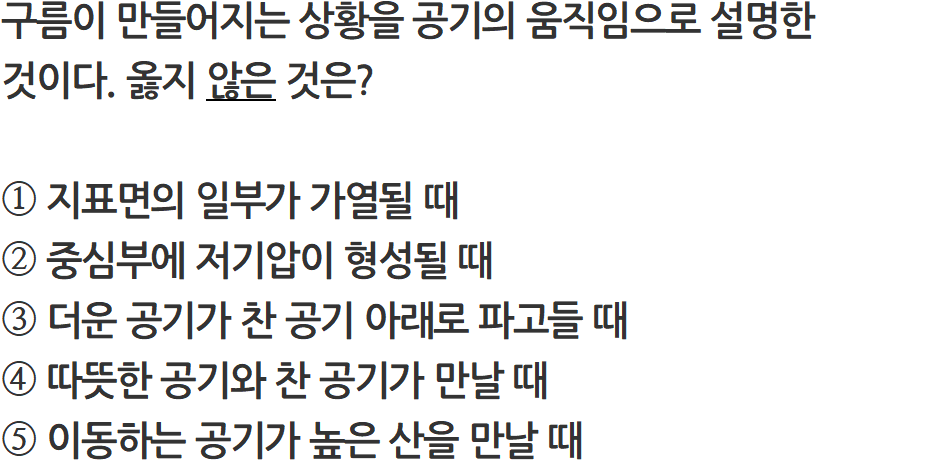 구름이 만들어지는 상황을 공기의 움직임으로 설명한
것이다. 옳지 않은 것은?
① 지표면의 일부가 가열될 때
② 중심부에 저기압이 형성될 때
③ 더운 공기가 찬 공기 아래로 파고들 때
④ 따뜻한 공기와 찬 공기가 만날 때
⑤ 이동하는 공기가 높은 산을 만날 때